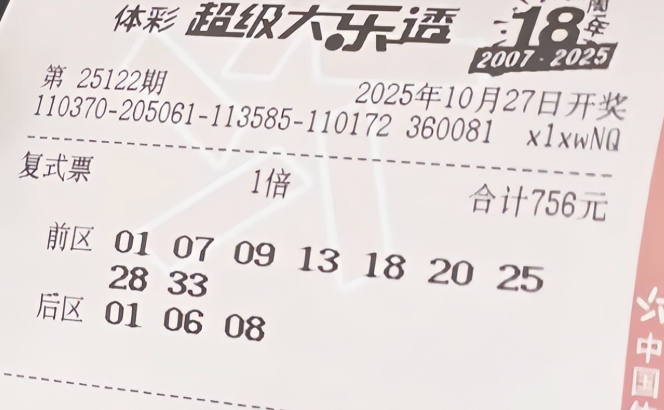 体彩 超级大乐透 18周年
2007-2025
第 25122期 2025年10月27日开奖
110370-205061-113585-110172 360081 x1xwNQ
复式票 1倍 合计756元
前区 01 07 09 13 18 20 25
28 33
后区 01 06 08
中国